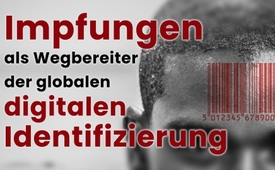 Impfungen
als Wegbereiter
der globalen
digitalen
Identifizierung
5 012345 678900